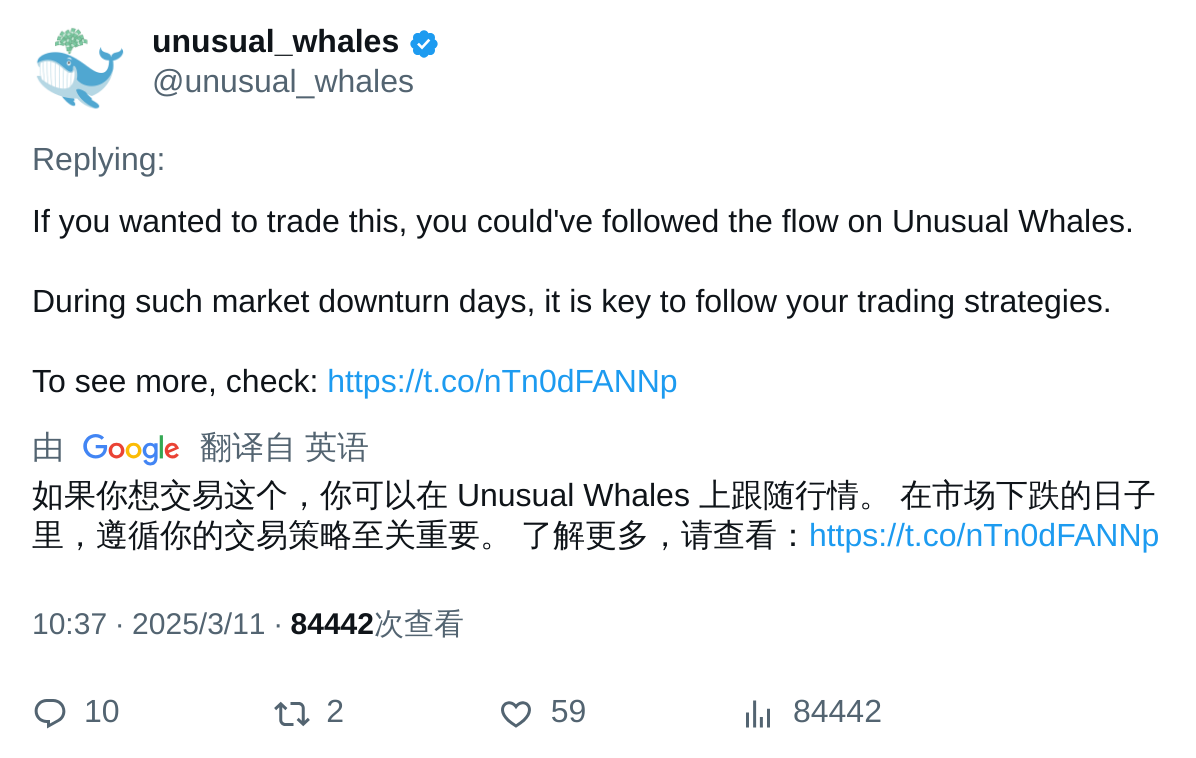 unusual_whales
@unusual_whales
Replying:
If you wanted to trade this, you could've followed the flow on Unusual Whales.
During such market downturn days, it is key to follow your trading strategies.
To see more, check: https://t.co/nTn0dFANNp
由 Google 翻译自 英语
如果你想交易这个，你可以在 Unusual Whales 上跟随行情。 在市场下跌的日子
里，遵循你的交易策略至关重要。 了解更多，请查看：https://t.co/nTn0dFANNp
10:37 · 2025/3/11 · 84442次查看
10 2 59 84442